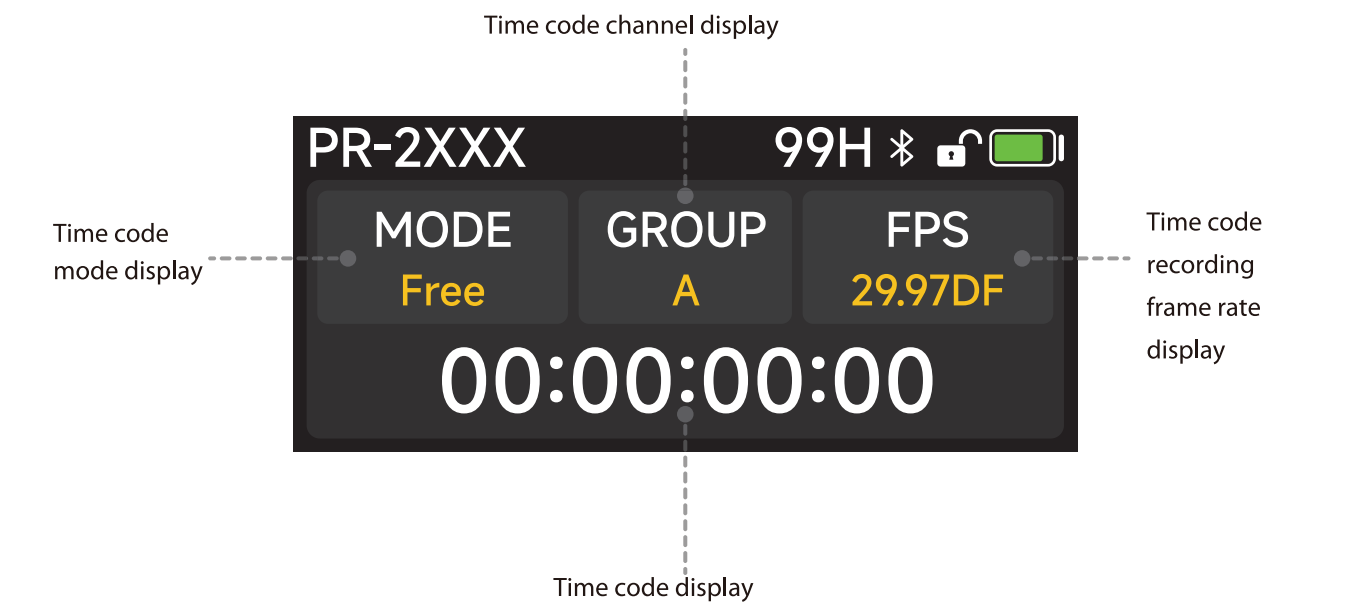 Time code channel display
PR-2XXX 99H
Time code
mode display
MODE
Free
GROUP
A
FPS
29.97DF
Time code
recording
frame rate
display
00:00:00:00
Time code display